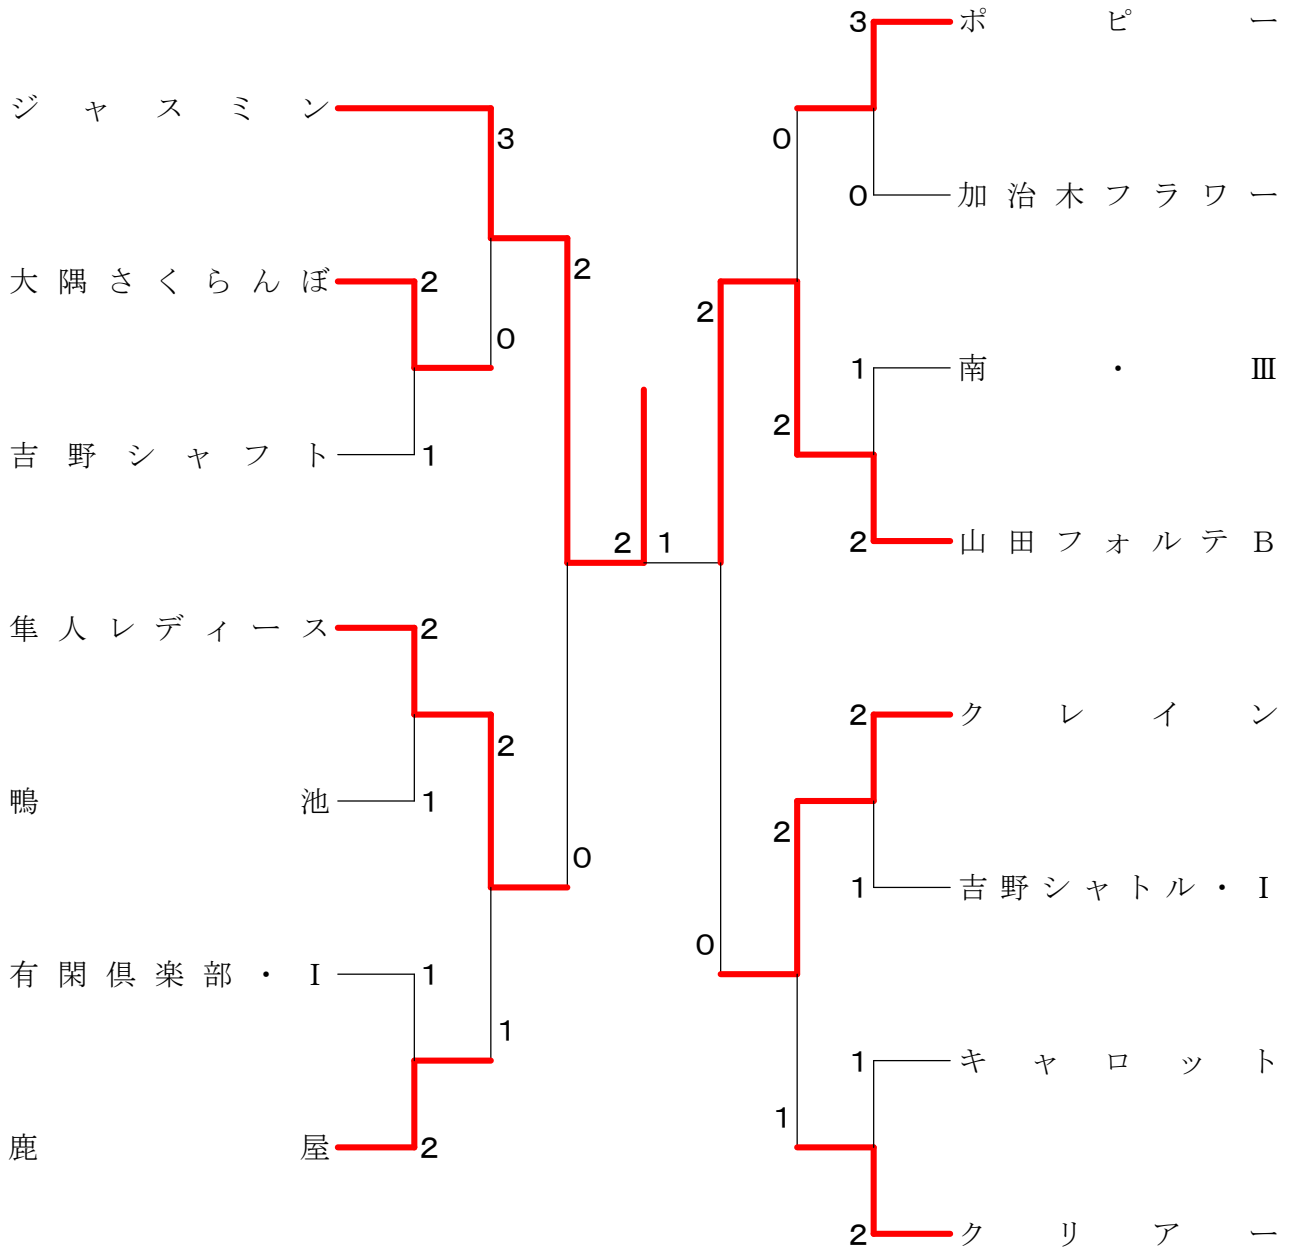 3 ポピー
ジャスミン
3
0
0 加治木フラワー
大隅さくらんぼ 2
2
2
0
1 南・Ⅲ
2
吉野シャフト 1
2 1
2 山田フォルテB
隼人レディース 2
2 クレイン
2
鴨池 1
2
0
1 吉野シャトル・Ⅰ
0
有閑倶楽部・Ⅰ 1
1
1 キャロット
1
鹿屋 2
2 クリアー